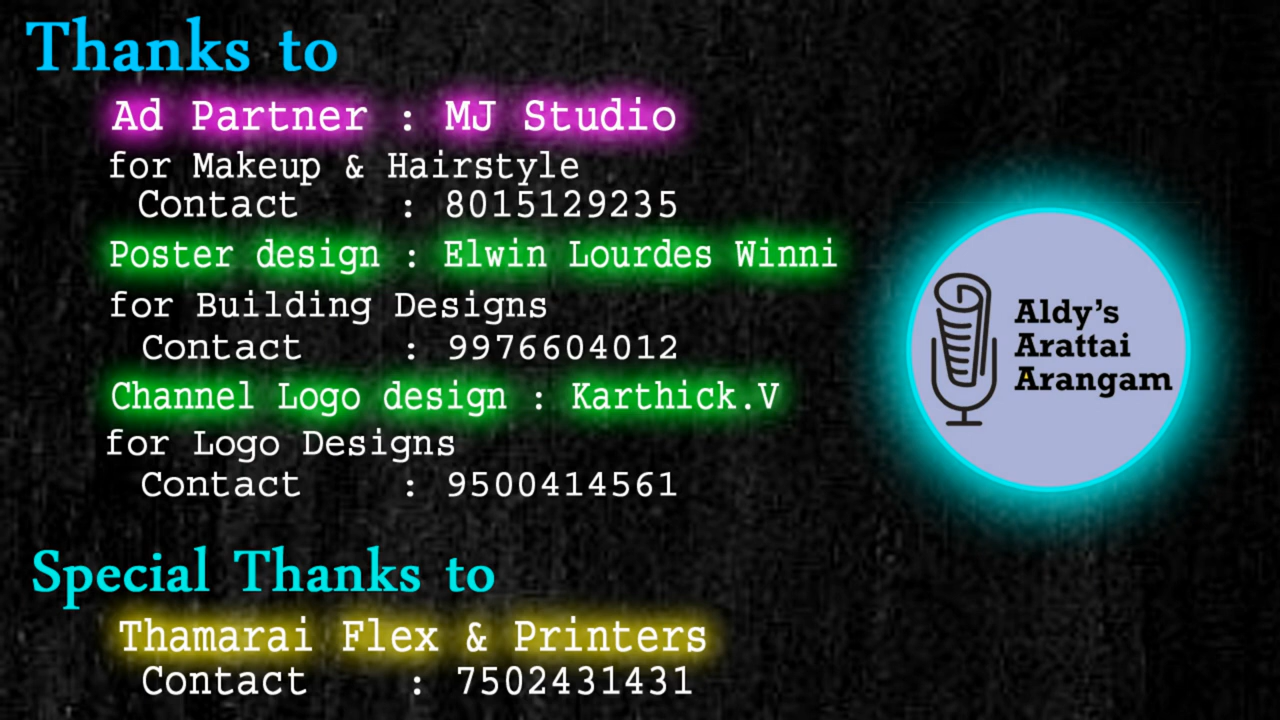 Thanks to
Ad Partner : MJ Studio
for Makeup & Hairstyle
Contact : 8015129235
Poster design : Elwin Lourdes Winni
for Building Designs
Contact : 9976604012
Channel Logo design : Karthick.V
for Logo Designs
Contact : 9500414561
Special Thanks to
Thamarai Flex & Printers
Contact : 7502431431
Aldy's
Arattai
Arangam